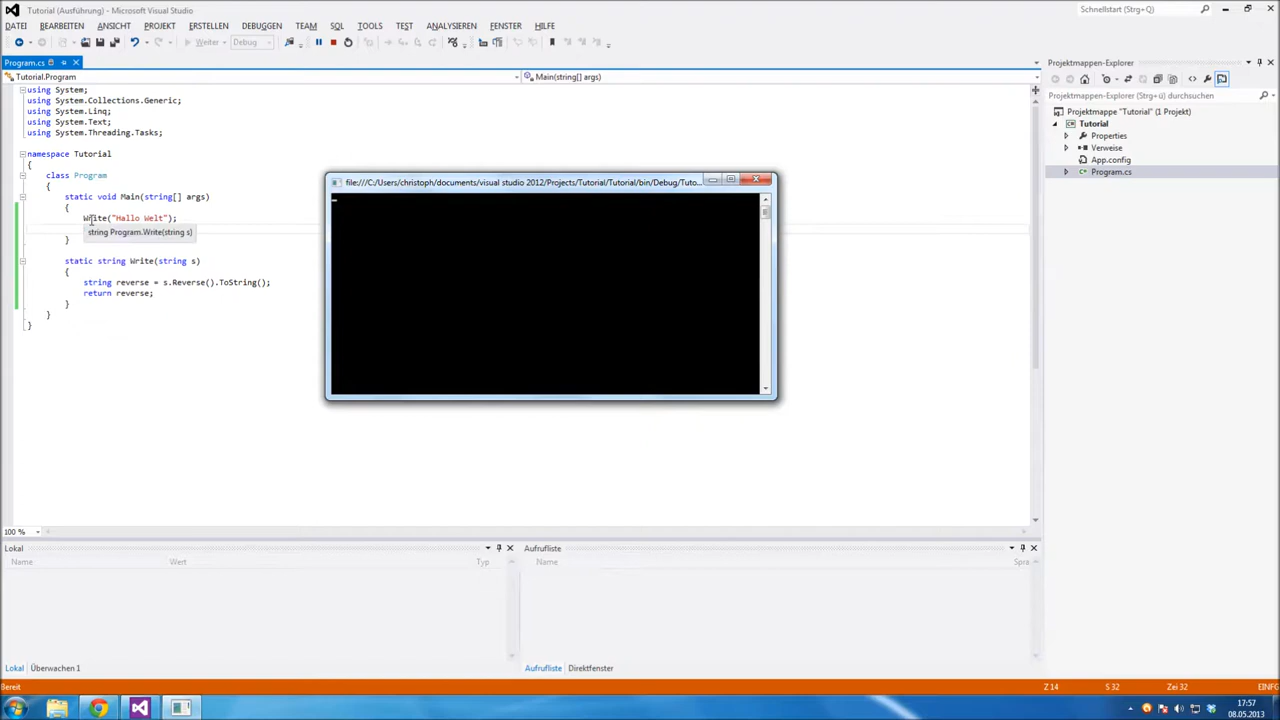 Tutorial (Ausführung) - Microsoft Visual Studio
Schnellstart (Strg+Q)
DATEI BEARBEITEN ANSICHT PROJEKT ERSTELLEN DEBUGGEN TEAM SQL TOOLS TEST ANALYSIEREN FENSTER HILFE
Weiter Debug
Program.cs
Projektmappen-Explorer
Tutorial.Program
Main(string[] args)
Projektmappen-Explorer (Strg+ü) durchsuchen
Projektmappe "Tutorial" (1 Projekt)
Tutorial
Properties
Verweise
App.config
Program.cs
using System;
using System.Collections.Generic;
using System.Linq;
using System.Text;
using System.Threading.Tasks;
namespace Tutorial
{
class Program
{
static void Main(string[] args)
{
Write("Hallo Welt");
string Program.Write(string s)
}
static string Write(string s)
{
string reverse = s.Reverse().ToString();
return reverse;
}
}
}
file:///C:/Users/christoph/documents/visual studio 2012/Projects/Tutorial/Tutorial/bin/Debug/Tuto...
100 %
Lokal
Name Wert Typ
Lokal Überwachen 1
Aufrufliste
Name Spra
Aufrufliste Direktfenster
Bereit
Z 14 S 32 Zei 32 EINFG
17:57
08.05.2013